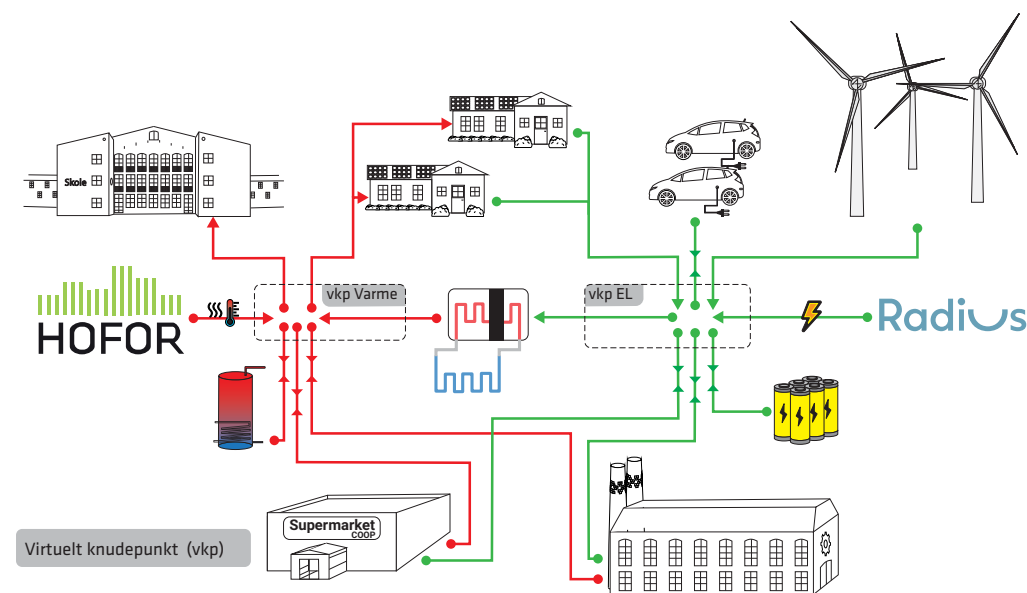 Skole
vkp Varme
vkp EL
HOFOR
Radius
Supermarket
COOP
Virtuelt knudepunkt (vkp)